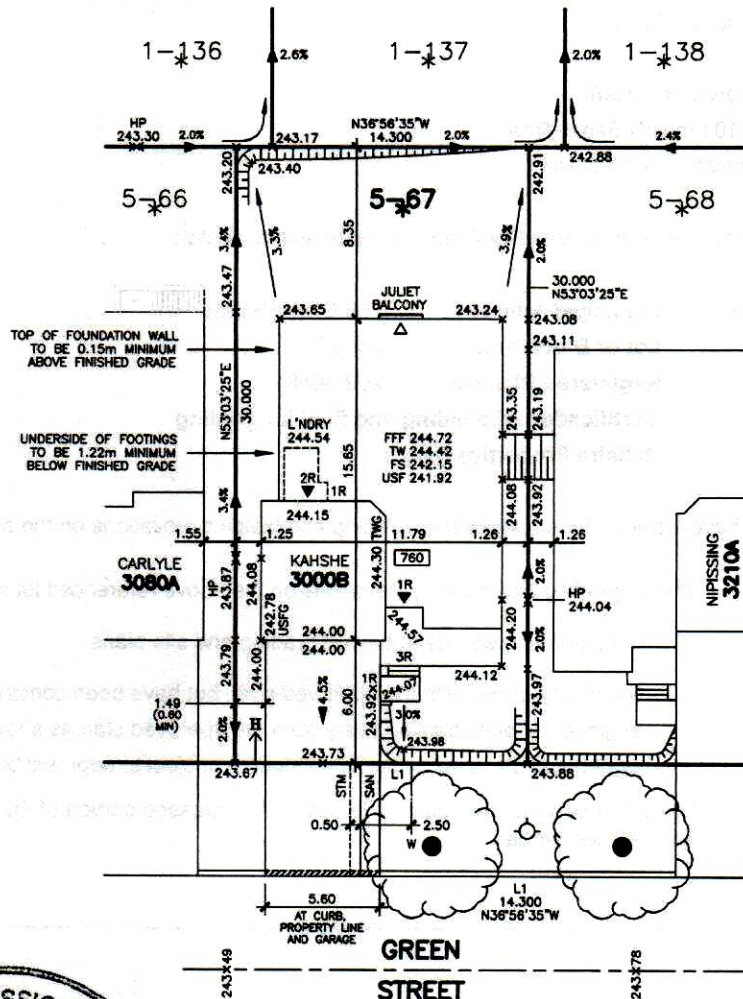 1-136
1-137
1-138
2.6%
2.0%
HP
243.30
2.0%
243.17
N36°56'35"W
14.300
2.0%
2.4%
243.20
243.40
242.91
242.88
5-66
5-67
5-68
3.4%
3.3%
8.35
3.9%
2.0%
243.47
30.000
N53°03'25"E
JULIET
BALCONY
243.65
243.24
243.08
243.11
TOP OF FOUNDATION WALL
TO BE 0.15m MINIMUM
ABOVE FINISHED GRADE
N53°03'25"E
30.000
243.35
243.19
L'NDRY
244.54
UNDERSIDE OF FOOTINGS
TO BE 1.22m MINIMUM
BELOW FINISHED GRADE
15.65
FFF 244.72
TW 244.42
FS 242.15
USF 241.92
2R
1R
244.15
3.4%
244.08
243.92
TWG
1.55
1.25
11.79
1.26
1.26
CARLYLE
3080A
KAHSHE
3000B
NIPISSING
3210A
HP
243.87
244.08
244.30
760
2.0%
242.78
USFG
1R
HP
244.04
244.57
244.20
2.0%
243.79
244.00
244.00
244.00
3R
244.12
1.49
(0.60
MIN)
4.5%
6.00
1R
243.92
244.07
243.97
2.0%
H
3.0%
243.98
243.67
243.73
243.88
STM
SAN
L1
0.50
2.50
W
L1
14.300
N36°56'35"W
5.60
AT CURB,
PROPERTY LINE
AND GARAGE
GREEN
STREET
243x49
243x78